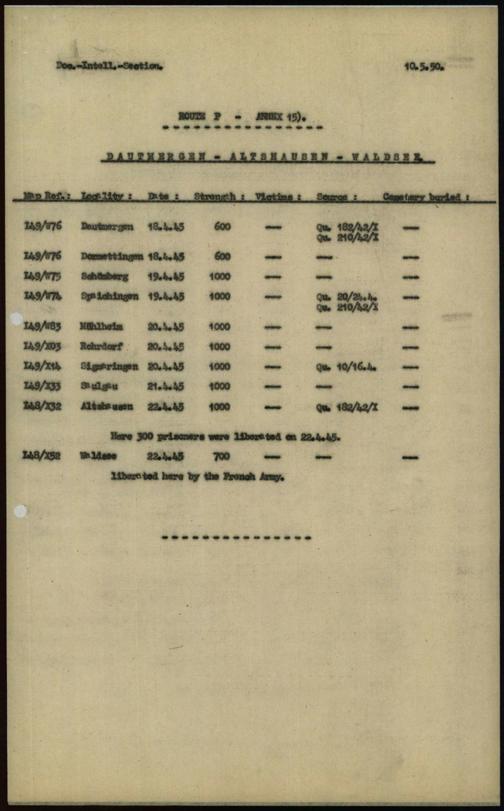 Doc.-Intell.-Section. 10.5.50.
ROUTE P - ANNEX 15).
DAUTMERGEN - ALTSHAUSEN - WALDSEE
Map Ref.: Locality : Date : Strength : Victims : Source : Cemetery buried :
L49/W76 Dautmergen 18.4.45 600 -- Qu. 182/42/X --
Qu. 210/42/X
L49/W76 Dormettingen 18.4.45 600 -- -- --
L49/W75 Schömberg 19.4.45 1000 -- -- --
L49/W74 Spaichingen 19.4.45 1000 -- Qu. 20/24.4. --
Qu. 210/42/X
L49/W83 Mühlheim 20.4.45 1000 -- -- --
L49/X03 Rohrdorf 20.4.45 1000 -- -- --
L49/X14 Sigmaringen 20.4.45 1000 -- Qu. 10/16.4. --
L49/X33 Saulgau 21.4.45 1000 -- -- --
L48/X32 Altshausen 22.4.45 1000 -- Qu. 182/42/X --
Here 300 prisoners were liberated on 22.4.45.
L48/X52 Waldsee 22.4.45 700 -- -- --
liberated here by the French Army.